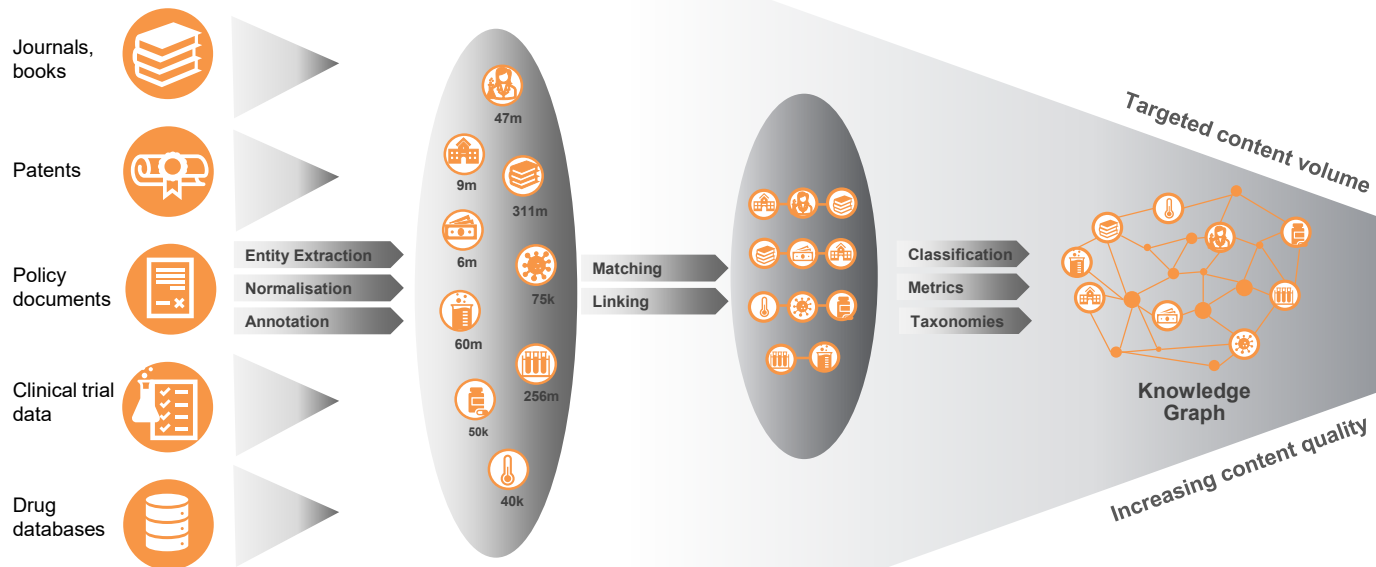 Journals,
books
Patents
Policy
documents
Clinical trial
data
Drug
databases
Entity Extraction
Normalisation
Annotation
47m
9m
311m
6m
75k
60m
256m
50k
40k
Matching
Linking
Classification
Metrics
Taxonomies
Targeted content volume
Knowledge
Graph
Increasing content quality